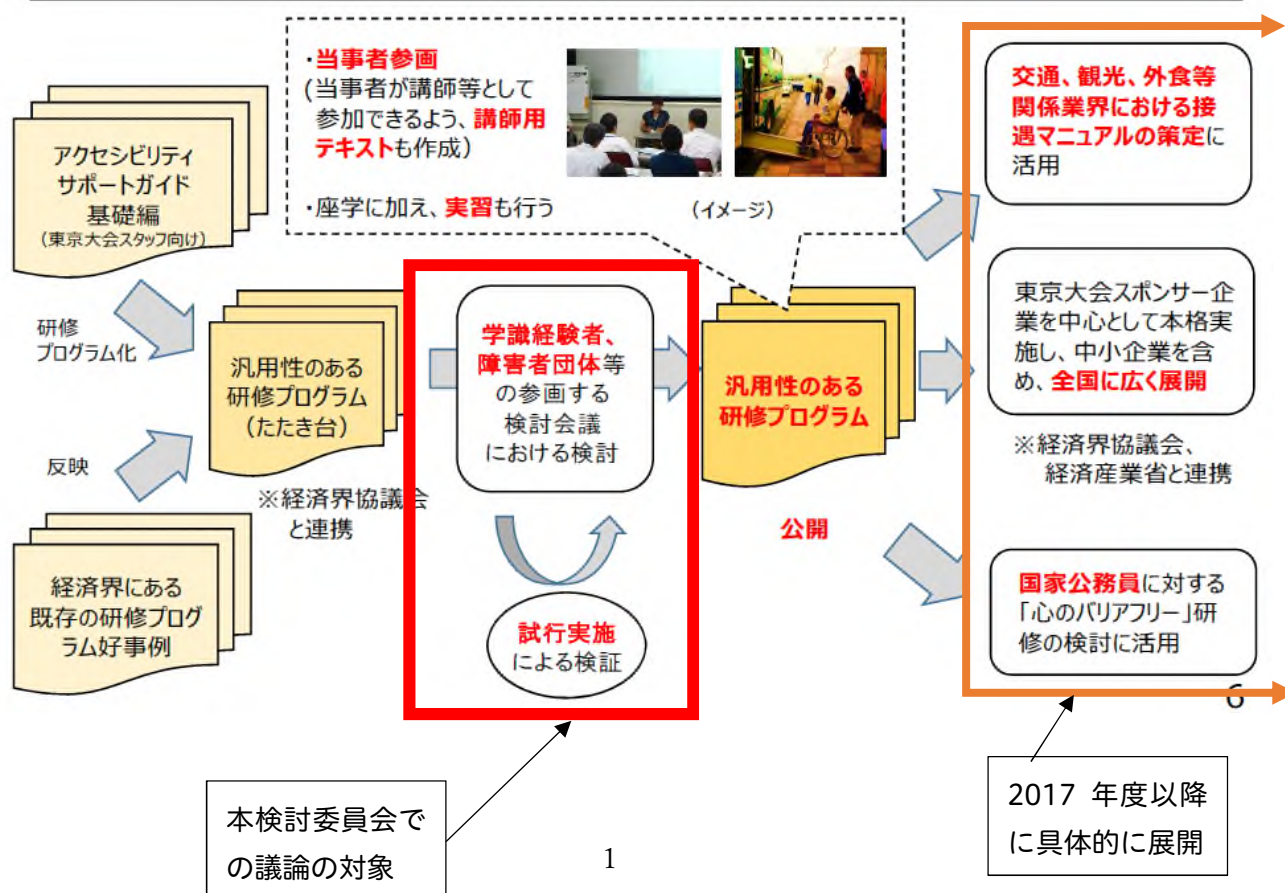 ・当事者参画
(当事者が講師等として
参加できるよう、講師用
テキストも作成）
・座学に加え、実習も行う
（イメージ）
アクセシビリティ
サポートガイド
基礎編
（東京大会スタッフ向け）
研修
プログラム化
反映
経済界にある
既存の研修プログ
ラム好事例
汎用性のある
研修プログラム
（たたき台）
※経済界協議会
と連携
学識経験者、
障害者団体等
の参画する
検討会議
における検討
試行実施
による検証
汎用性のある
研修プログラム
公開
交通、観光、外食等
関係業界における接
遇マニュアルの策定に
活用
東京大会スポンサー企
業を中心として本格実
施し、中小企業を含
め、全国に広く展開
※経済界協議会、
経済産業省と連携
国家公務員に対する
「心のバリアフリー」研
修の検討に活用
6
本検討委員会で
の議論の対象
2017 年度以降
に具体的に展開
1